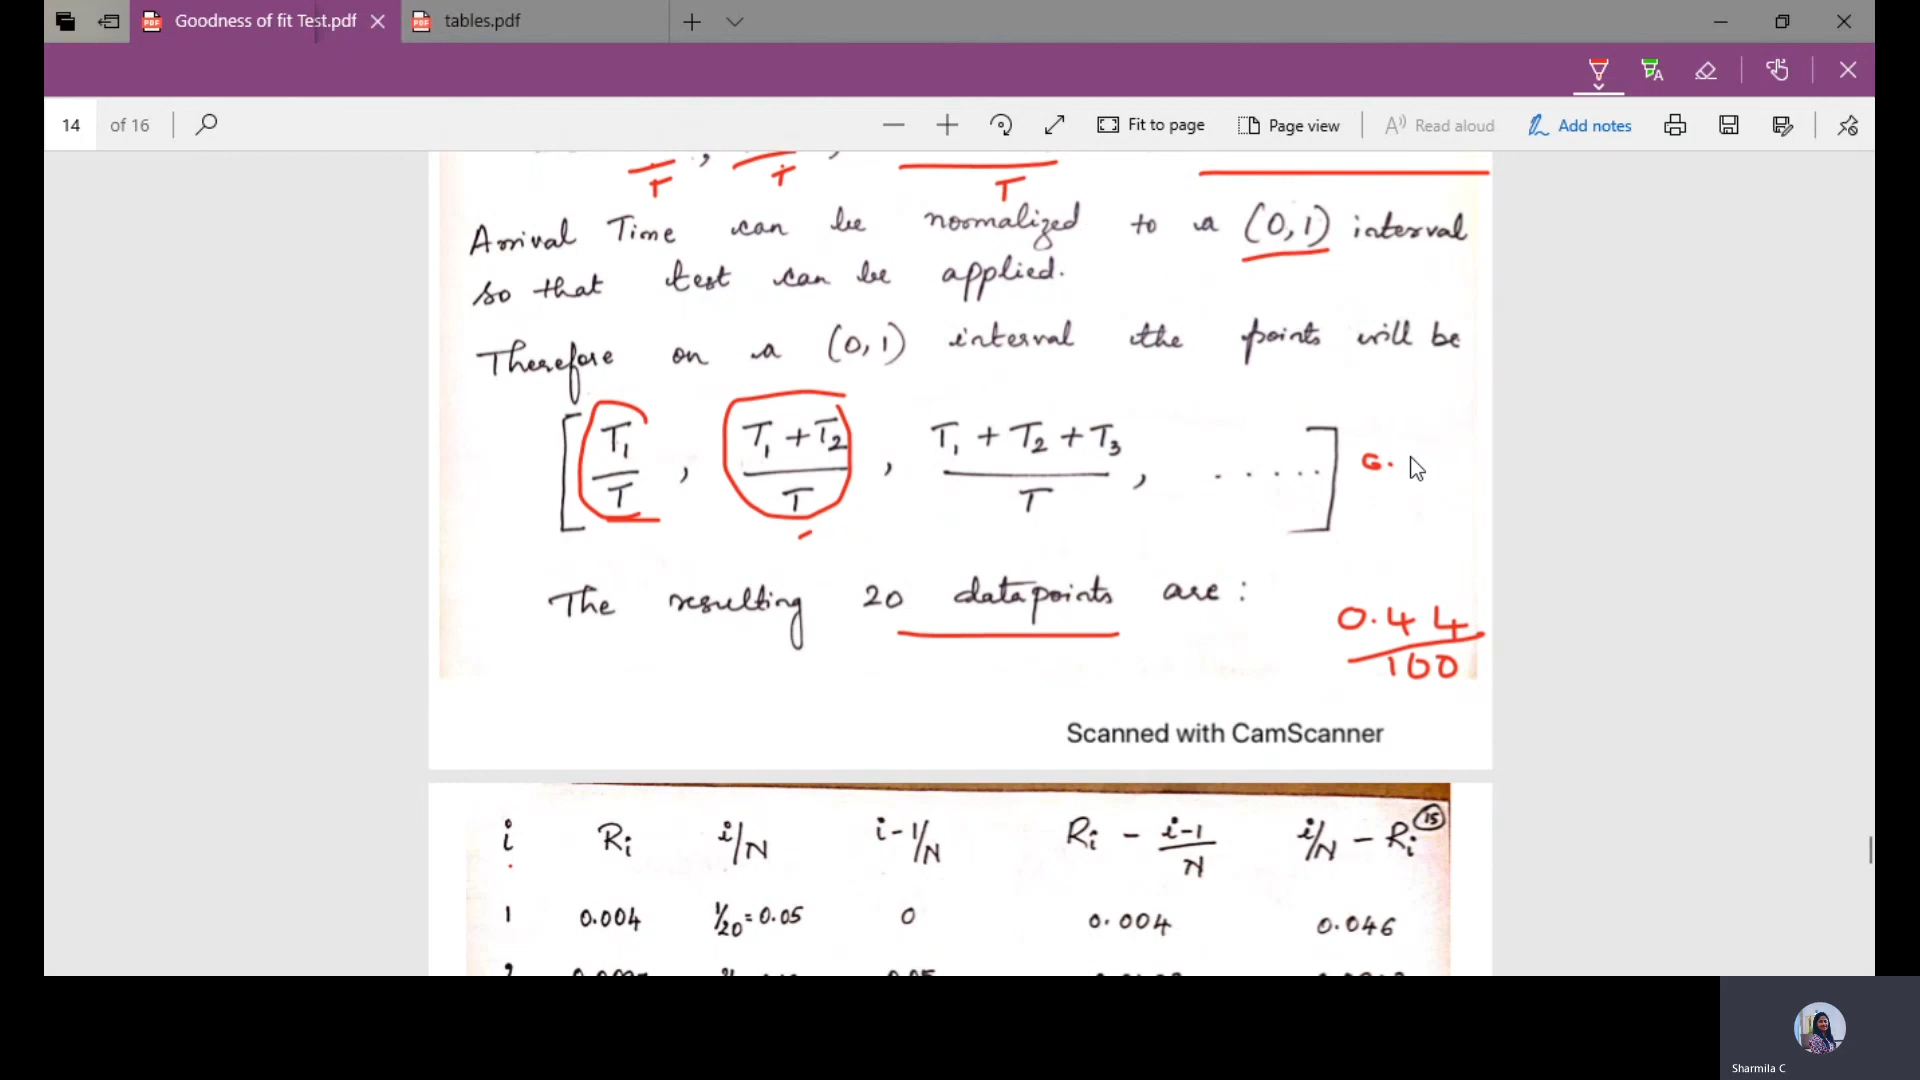 Goodness of fit Test.pdf
tables.pdf
14 of 16
Fit to page
Page view
Read aloud
Add notes
T , T , T
Arrival Time can be normalized to a (0,1) interval
so that test can be applied.
Therefore on a (0,1) interval the points will be
[ T₁/T , T₁ + T₂/T , T₁ + T₂ + T₃/T , ..... ] 0.
The resulting 20 datapoints are :
0.44/100
Scanned with CamScanner
15
i Ri i/N i-1/N Ri - i-1/N i/N - Ri
1 0.004 1/20 = 0.05 0 0.004 0.046
Sharmila C